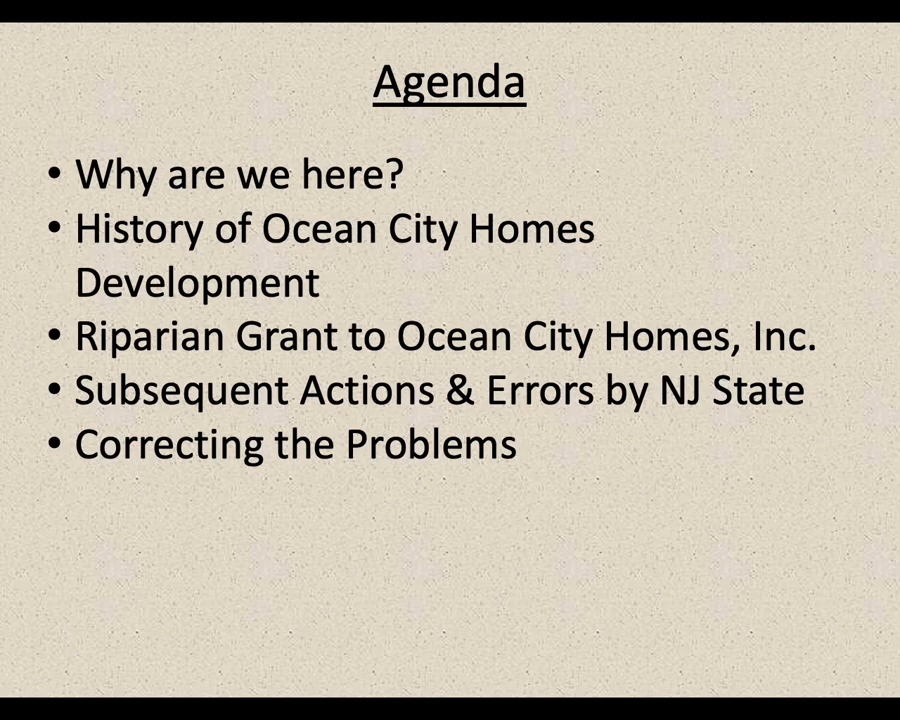 Agenda
• Why are we here?
• History of Ocean City Homes
Development
• Riparian Grant to Ocean City Homes, Inc.
• Subsequent Actions & Errors by NJ State
• Correcting the Problems